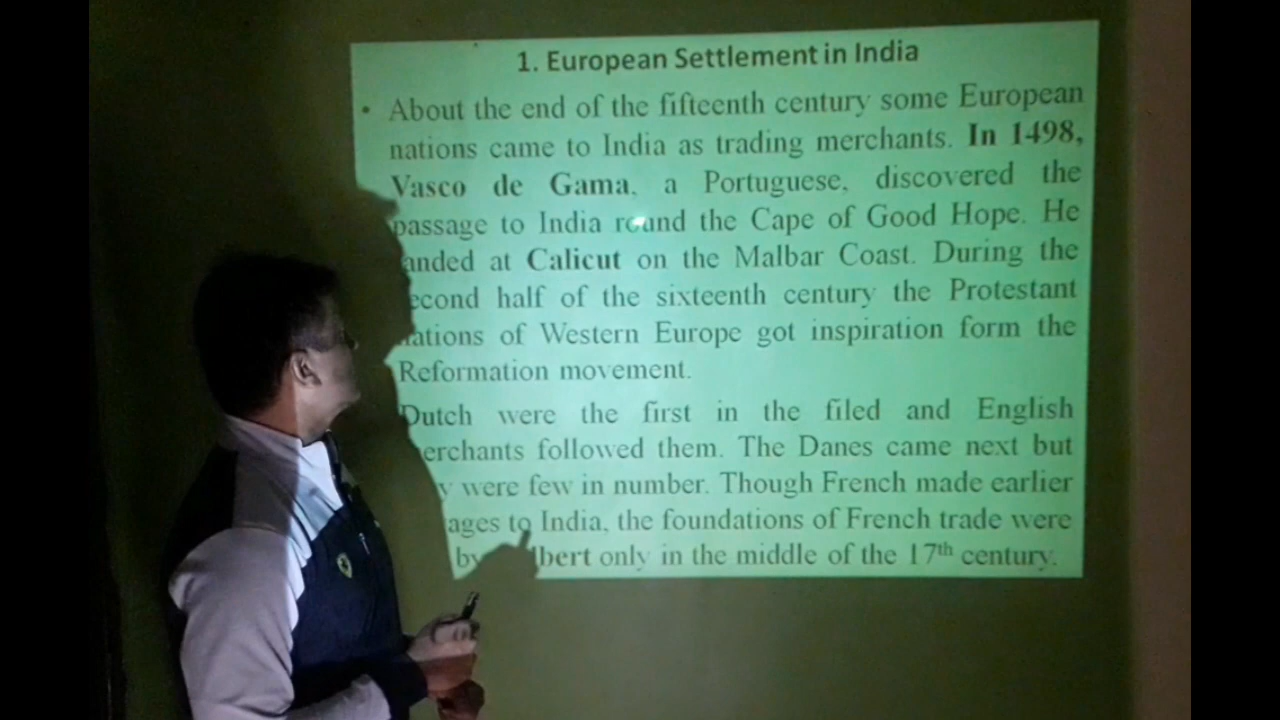 1. European Settlement in India
• About the end of the fifteenth century some European
nations came to India as trading merchants. In 1498,
Vasco de Gama, a Portuguese, discovered the
passage to India round the Cape of Good Hope. He
anded at Calicut on the Malbar Coast. During the
econd half of the sixteenth century the Protestant
nations of Western Europe got inspiration form the
Reformation movement.
Dutch were the first in the filed and English
erchants followed them. The Danes came next but
y were few in number. Though French made earlier
ages to India, the foundations of French trade were
by lbert only in the middle of the 17th century.